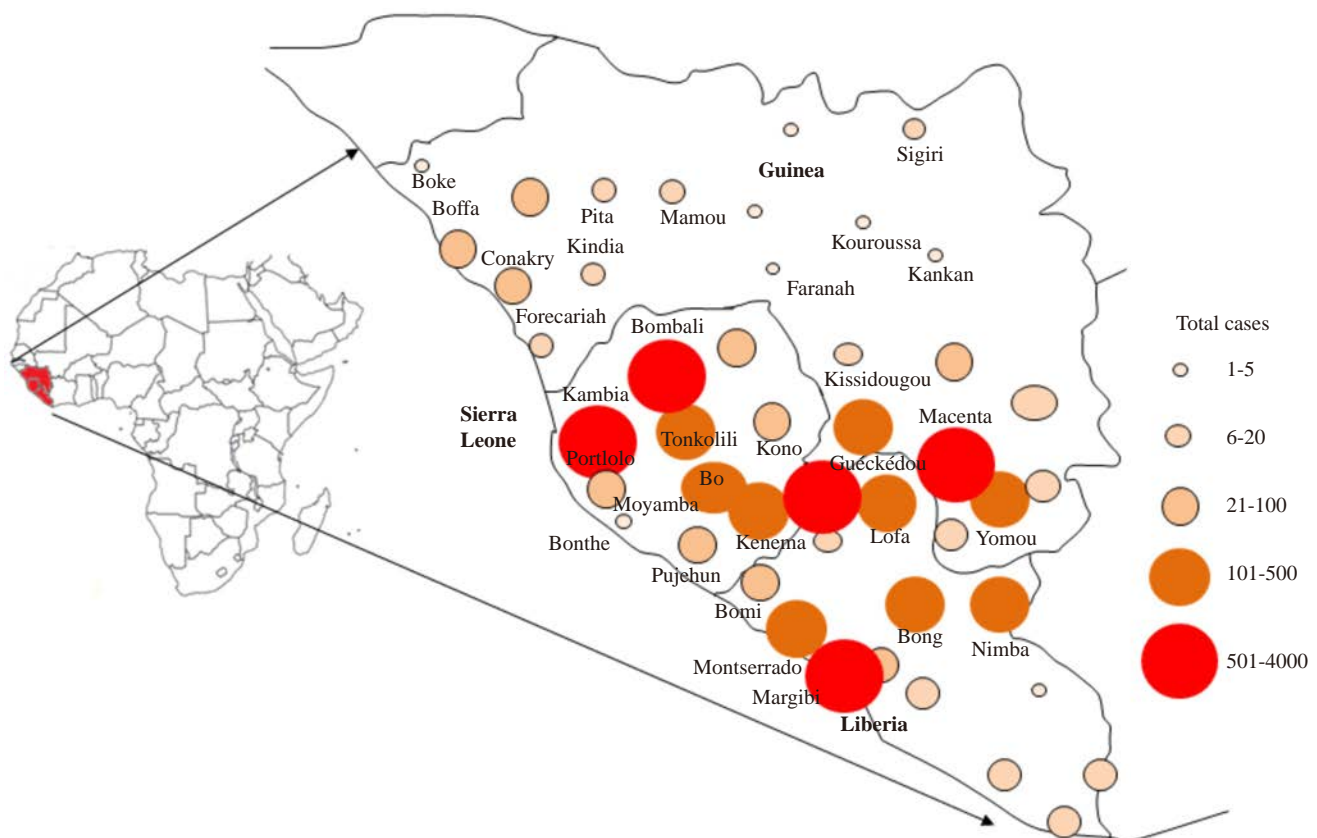 Guinea
Sigiri
Boke
Boffa
Pita
Mamou
Kouroussa
Conakry
Kindia
Kankan
Faranah
Forecariah
Bombali
Kissidougou
Kambia
Macenta
Sierra
Leone
Tonkolili
Kono
Portlolo
Guéckédou
Bo
Moyamba
Bonthe
Kenema
Lofa
Yomou
Pujehun
Bomi
Bong
Nimba
Montserrado
Margibi
Liberia
Total cases
1-5
6-20
21-100
101-500
501-4000